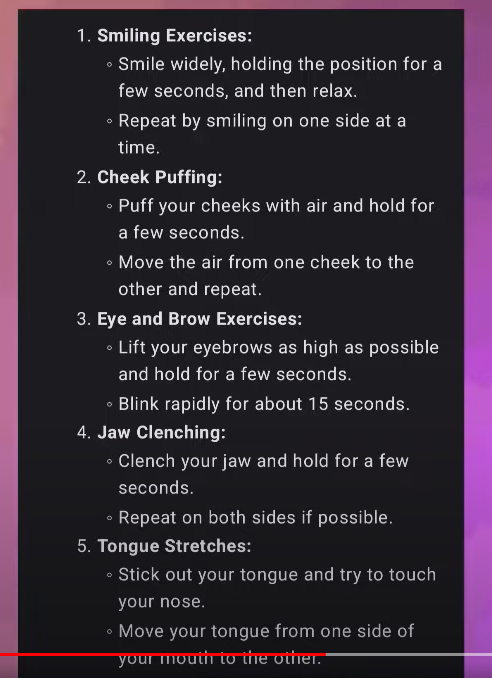 1. Smiling Exercises:
◦ Smile widely, holding the position for a
few seconds, and then relax.
◦ Repeat by smiling on one side at a
time.
2. Cheek Puffing:
◦ Puff your cheeks with air and hold for
a few seconds.
◦ Move the air from one cheek to the
other and repeat.
3. Eye and Brow Exercises:
◦ Lift your eyebrows as high as possible
and hold for a few seconds.
◦ Blink rapidly for about 15 seconds.
4. Jaw Clenching:
◦ Clench your jaw and hold for a few
seconds.
◦ Repeat on both sides if possible.
5. Tongue Stretches:
◦ Stick out your tongue and try to touch
your nose.
◦ Move your tongue from one side of
your mouth to the other.